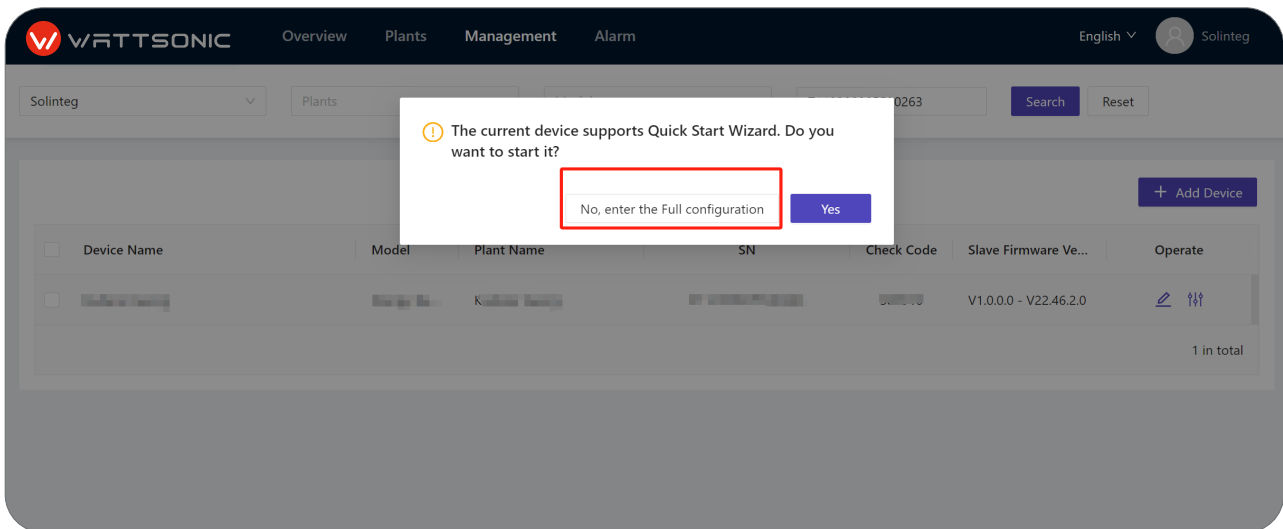 WATTSONIC Overview Plants Management Alarm English Solinteg
Solinteg Plants 0263 Search Reset
The current device supports Quick Start Wizard. Do you
want to start it?
No, enter the Full configuration Yes
+ Add Device
Device Name Model Plant Name SN Check Code Slave Firmware Ve... Operate
V1.0.0.0 - V22.46.2.0
1 in total